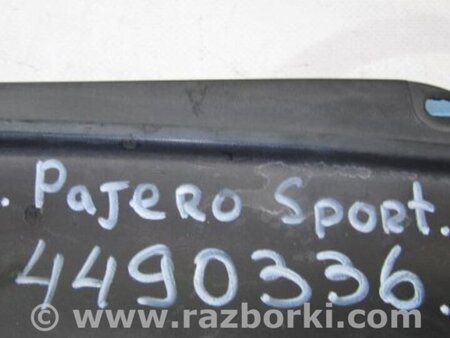 . Pajero Sport.
4490336.
www.razborki.com